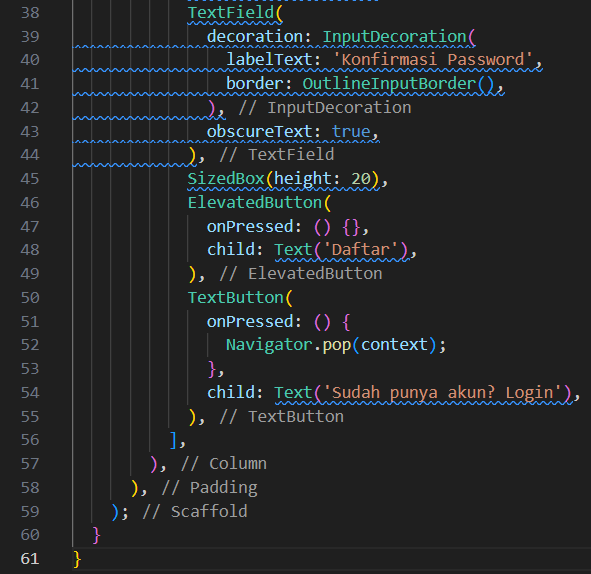 38 TextField(
39 decoration: InputDecoration(
40 labelText: 'Konfirmasi Password',
41 border: OutlineInputBorder(),
42 ), // InputDecoration
43 obscureText: true,
44 ), // TextField
45 SizedBox(height: 20),
46 ElevatedButton(
47 onPressed: () {},
48 child: Text('Daftar'),
49 ), // ElevatedButton
50 TextButton(
51 onPressed: () {
52 Navigator.pop(context);
53 },
54 child: Text('Sudah punya akun? Login'),
55 ), // TextButton
56 ],
57 ), // Column
58 ), // Padding
59 ); // Scaffold
60 }
61 }